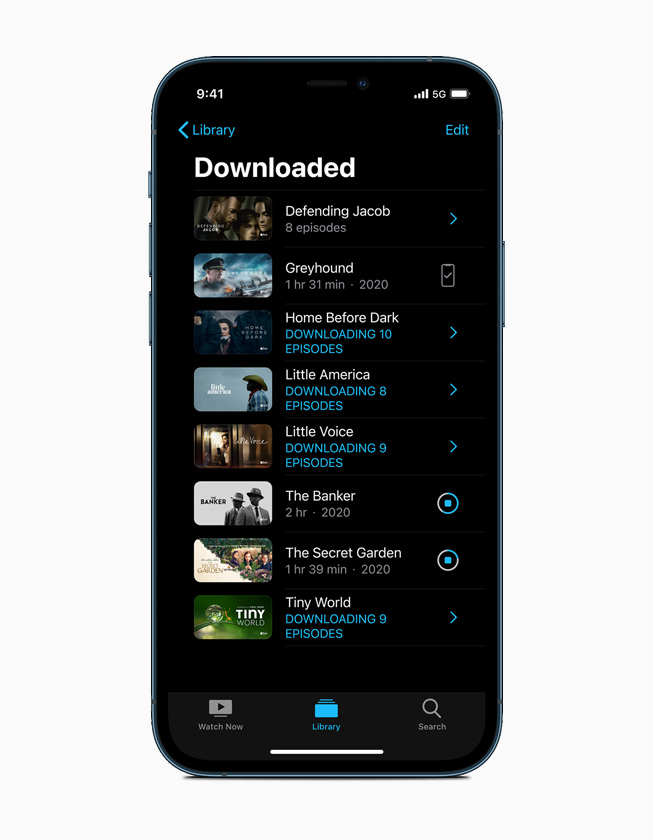 9:41
5G
Library
Edit
Downloaded
DEFENDING
JACOB
Defending Jacob
8 episodes
GREYHOUND
Greyhound
1 hr 31 min · 2020
HOME
BEFORE
DARK
Home Before Dark
DOWNLOADING 10
EPISODES
little
america
Little America
DOWNLOADING 8
EPISODES
Little Voice
Little Voice
DOWNLOADING 9
EPISODES
THE
BANKER
The Banker
2 hr · 2020
THE
SECRET
GARDEN
The Secret Garden
1 hr 39 min · 2020
TINY
WORLD
Tiny World
DOWNLOADING 9
EPISODES
Watch Now
Library
Search